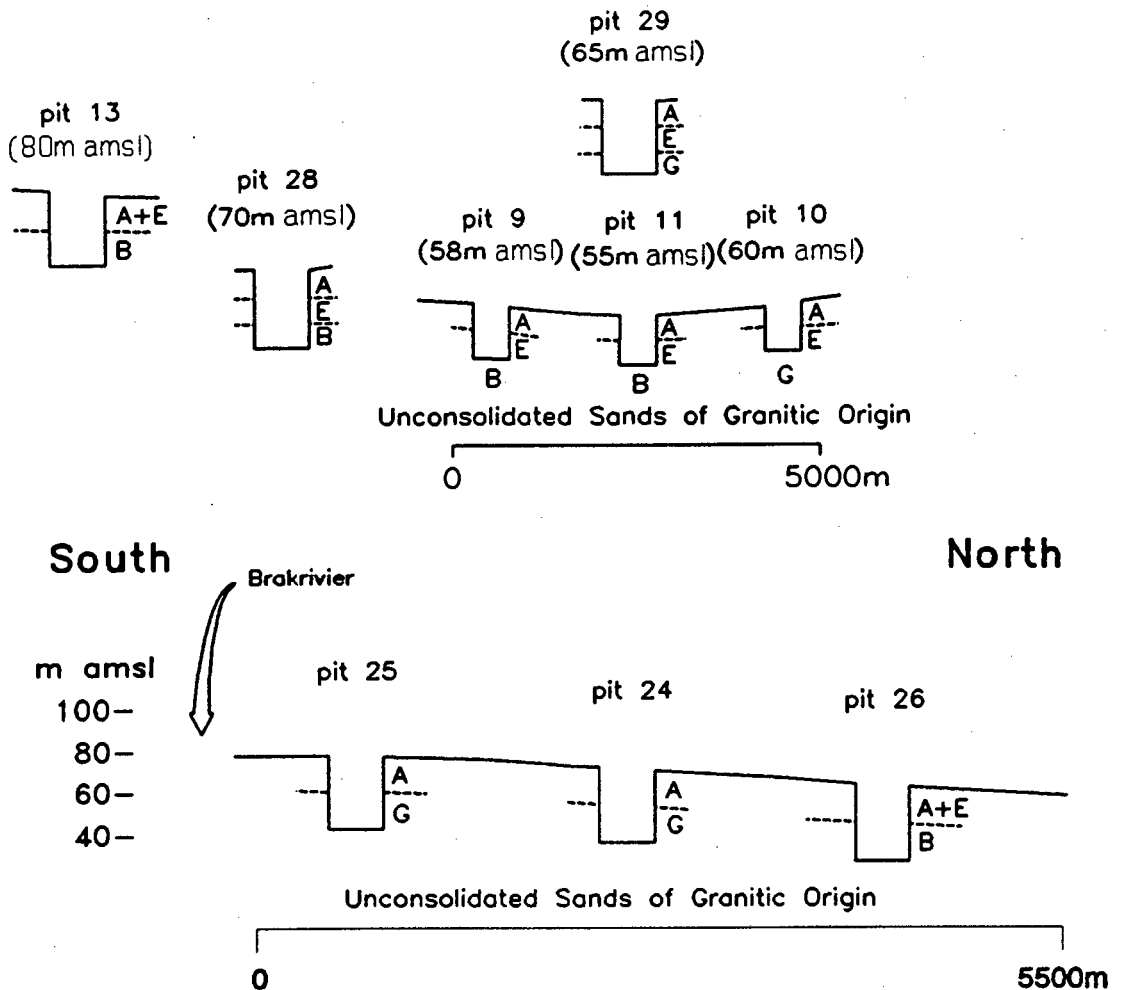 pit 29
(65m amsl)
A
E
G
pit 13
(80m amsl)
A+E
B
pit 28
(70m amsl)
A
E
B
pit 9
(58m amsl)
A
E
B
pit 11
(55m amsl)
A
E
B
pit 10
(60m amsl)
A
E
G
Unconsolidated Sands of Granitic Origin
0 5000m
South North
Brakrivier
m amsl
100–
80–
60–
40–
pit 25
A
G
pit 24
A
G
pit 26
A+E
B
Unconsolidated Sands of Granitic Origin
0 5500m